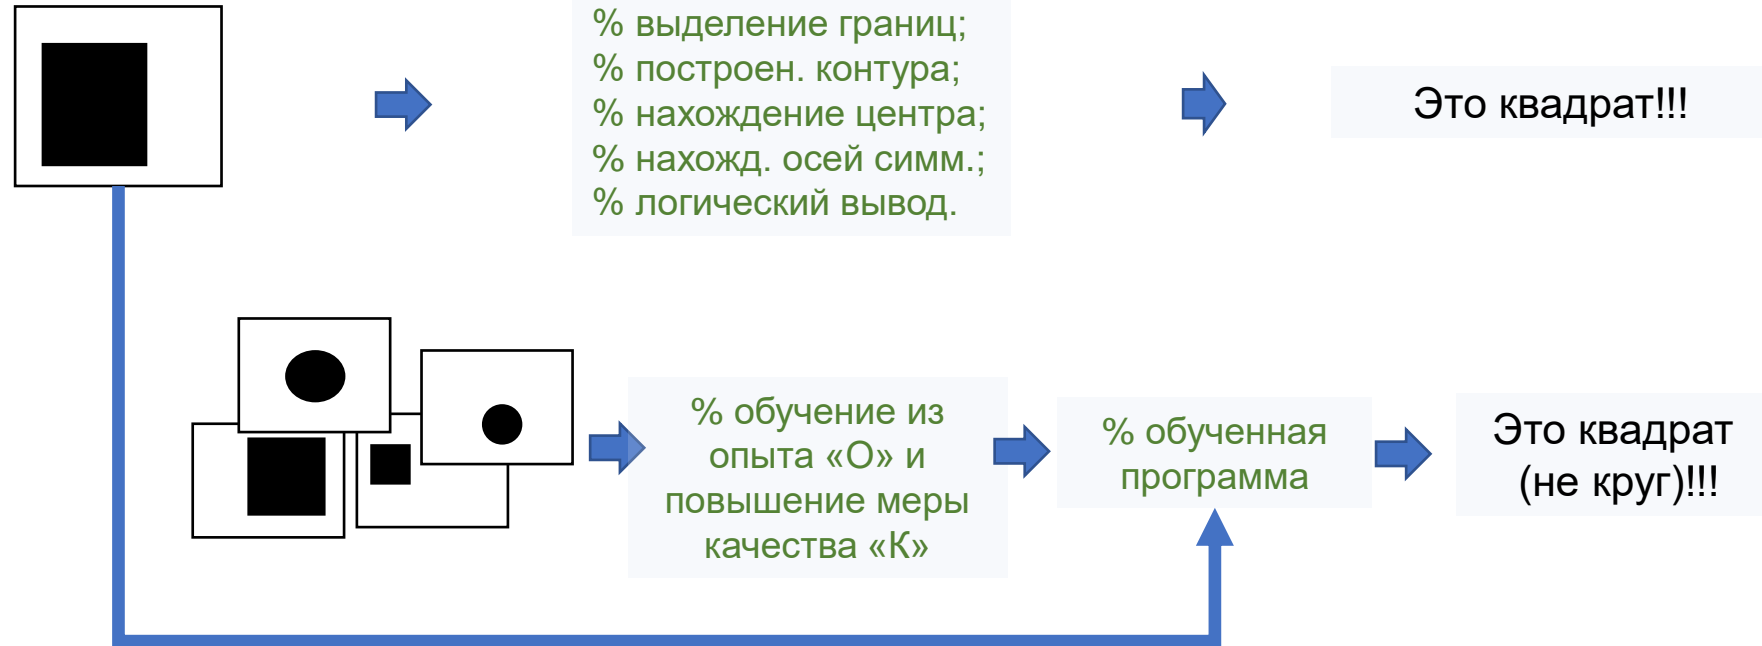 % выделение границ;
% построен. контура;
% нахождение центра;
% нахожд. осей симм.;
% логический вывод.
Это квадрат!!!
% обучение из
опыта «О» и
повышение меры
качества «К»
% обученная
программа
Это квадрат
(не круг)!!!